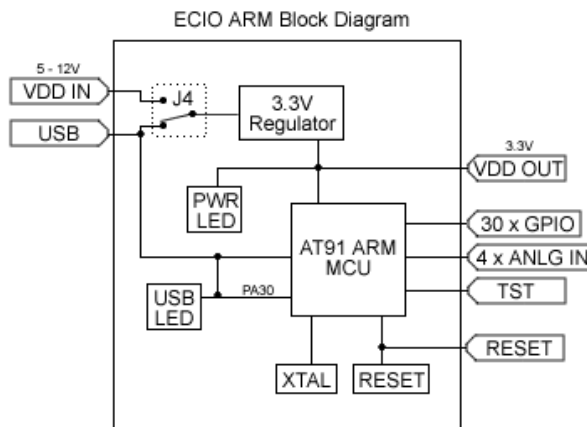 ECIO ARM Block Diagram
5 - 12V
VDD IN
USB
J4
3.3V
Regulator
3.3V
VDD OUT
PWR
LED
30 x GPIO
AT91 ARM
MCU
4 x ANLG IN
USB
LED
PA30
TST
RESET
XTAL
RESET